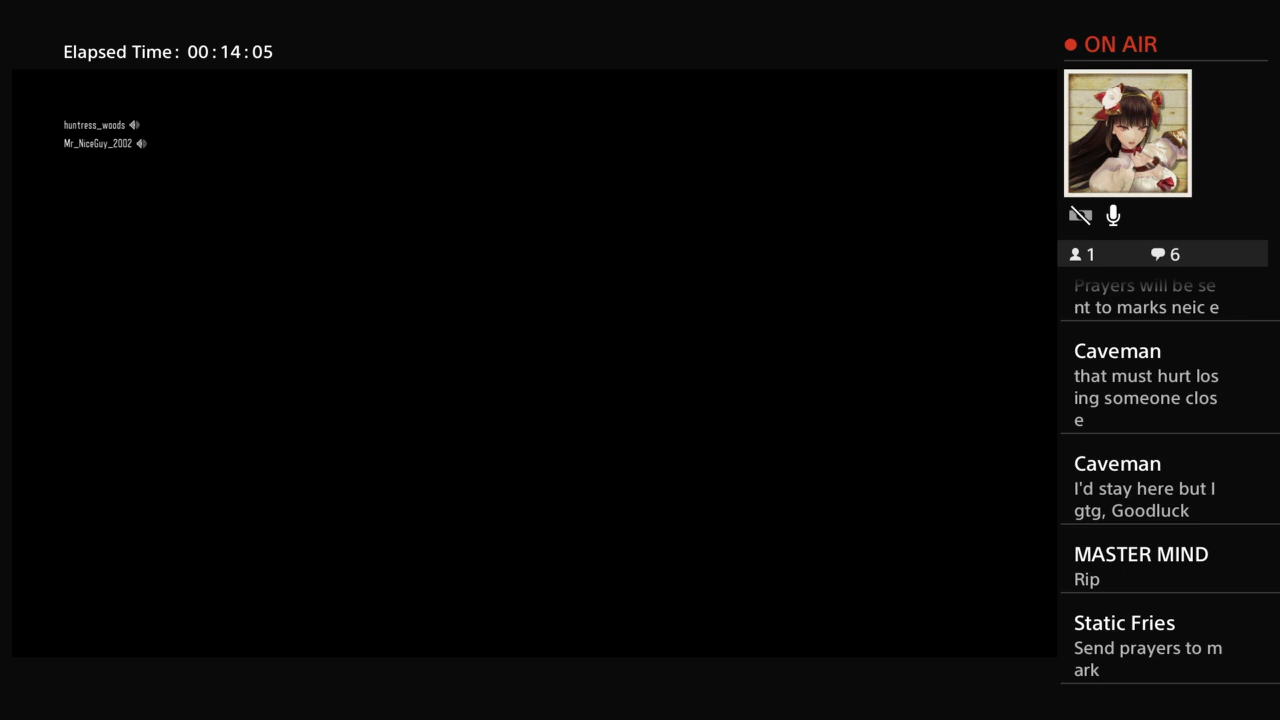 Elapsed Time: 00:14:05
huntress_woods
Mr_NiceGuy_2002
ON AIR
1 6
Prayers will be se
nt to marks neic e
Caveman
that must hurt los
ing someone clos
e
Caveman
I'd stay here but I
gtg, Goodluck
MASTER MIND
Rip
Static Fries
Send prayers to m
ark